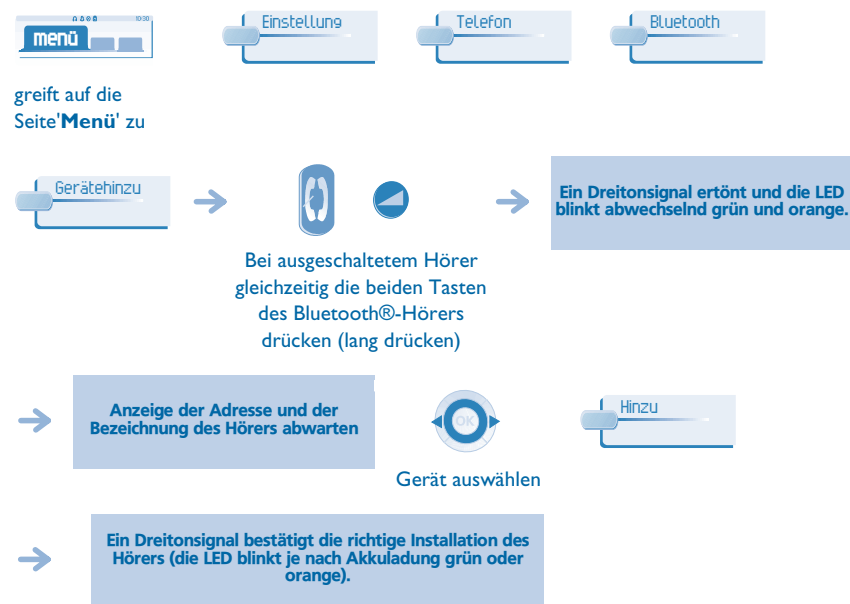 10:30
menü
Einstellung
Telefon
Bluetooth
greift auf die
Seite'Menü' zu
Gerätehinzu
Ein Dreitonsignal ertönt und die LED
blinkt abwechselnd grün und orange.
Bei ausgeschaltetem Hörer
gleichzeitig die beiden Tasten
des Bluetooth®-Hörers
drücken (lang drücken)
Anzeige der Adresse und der
Bezeichnung des Hörers abwarten
OK
Gerät auswählen
Hinzu
Ein Dreitonsignal bestätigt die richtige Installation des
Hörers (die LED blinkt je nach Akkuladung grün oder
orange).